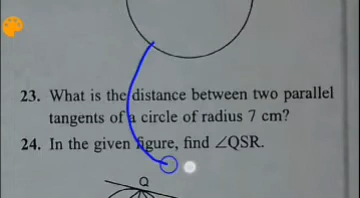 23. What is the distance between two parallel
tangents of a circle of radius 7 cm?
24. In the given figure, find ∠QSR.
Q